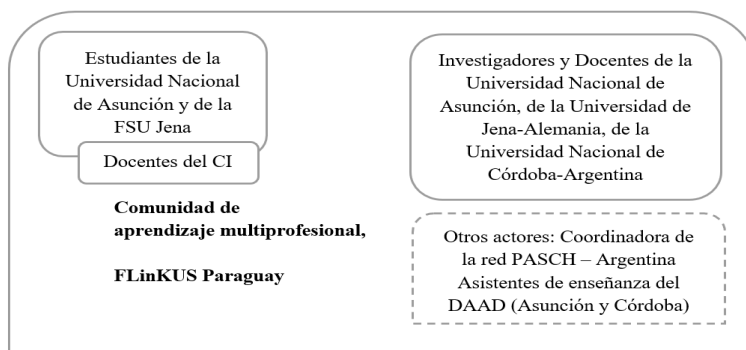 Estudiantes de la
Universidad Nacional
de Asunción y de la
FSU Jena
Docentes del CI
Comunidad de
aprendizaje multiprofesional,
FLinKUS Paraguay
Investigadores y Docentes de la
Universidad Nacional de
Asunción, de la Universidad de
Jena-Alemania, de la
Universidad Nacional de
Córdoba-Argentina
Otros actores: Coordinadora de
la red PASCH – Argentina
Asistentes de enseñanza del
DAAD (Asunción y Córdoba)